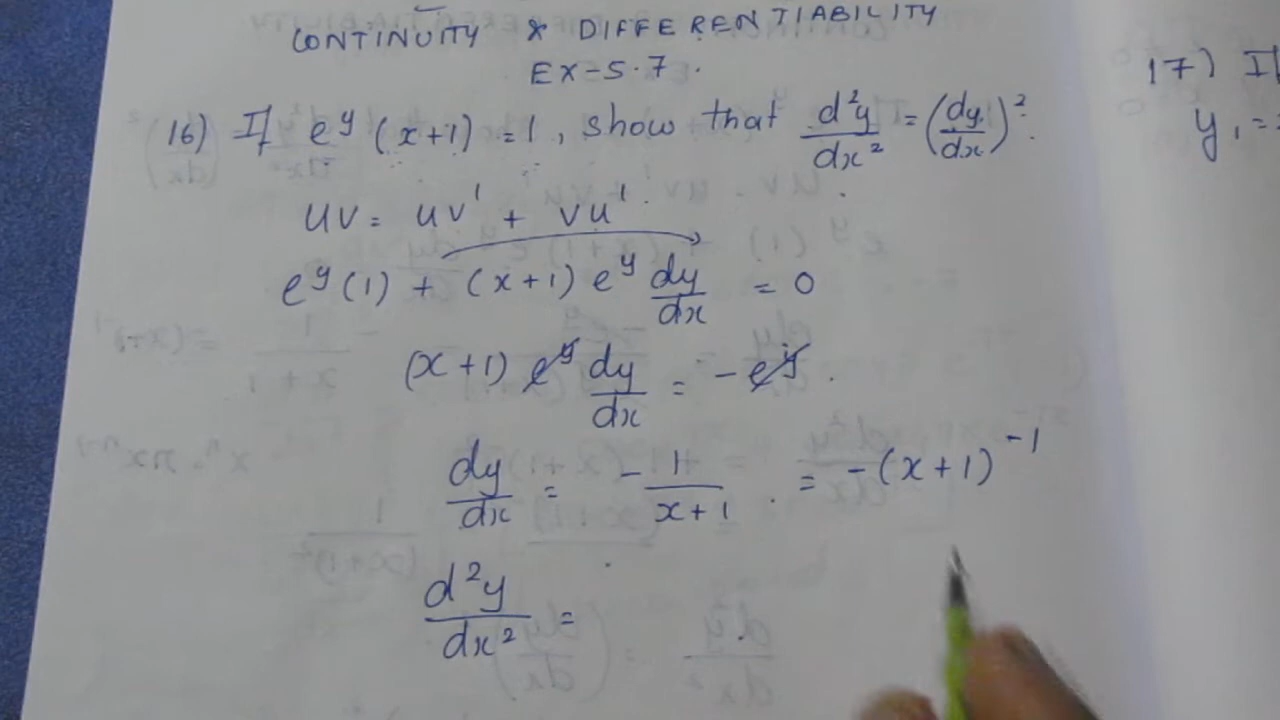 CONTINUITY & DIFFERENTIABILITY
EX-5.7.
16) If e^y (x+1) = 1, show that d²y/dx² = (dy/dx)².
uv = uv' + vu'.
e^y (1) + (x+1) e^y dy/dx = 0
(x+1) e^y dy/dx = -e^y.
dy/dx = -1/(x+1). = -(x+1)^-1
d²y/dx² =
17) If
y₁ =